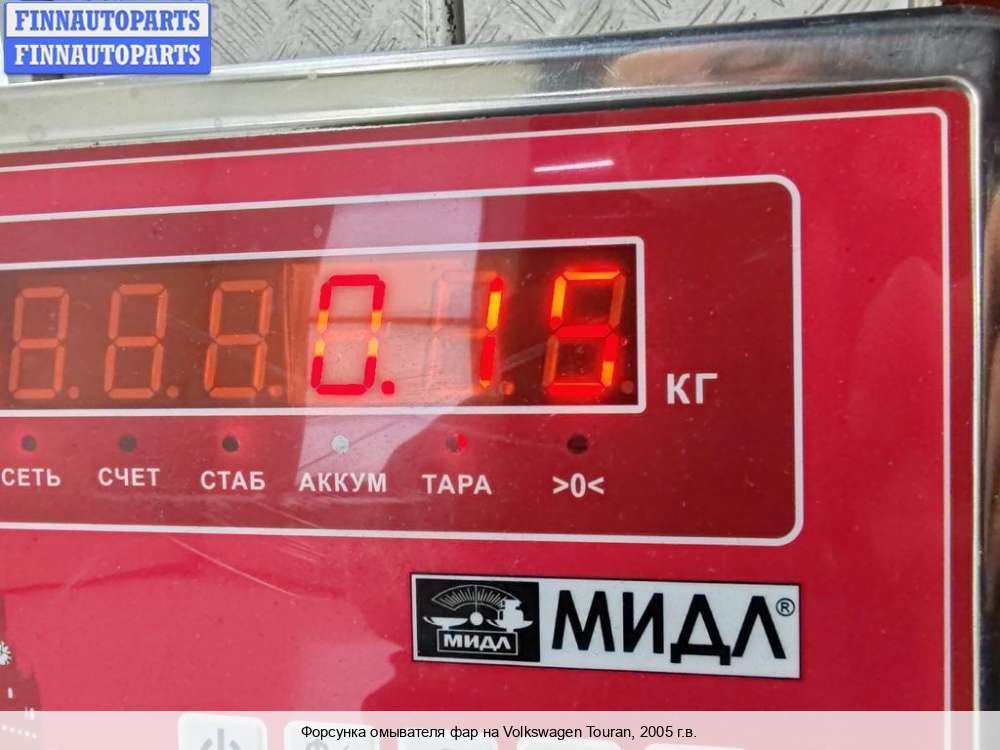 FINNAUTOPARTS
FINNAUTOPARTS
0.15
КГ
СЕТЬ СЧЕТ СТАБ АККУМ ТАРА >0<
МИДЛ МИДЛ®
Форсунка омывателя фар на Volkswagen Touran, 2005 г.в.